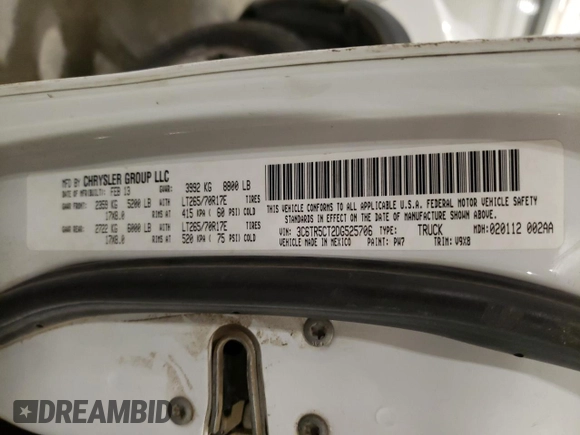 MFD BY CHRYSLER GROUP LLC
DATE OF MFR/BUILT: FEB 13 GVWR: 3992 KG 8800 LB
GAWR FRONT: 2359 KG 5200 LB LT265/70R17E TIRES
17X8.0 RIMS AT 415 KPA ( 60 PSI) COLD
GAWR REAR: 2722 KG 6000 LB LT265/70R17E TIRES
17X8.0 RIMS AT 520 KPA ( 75 PSI) COLD
THIS VEHICLE CONFORMS TO ALL APPLICABLE U.S. FEDERAL MOTOR VEHICLE SAFETY
STANDARDS IN EFFECT ON THE DATE OF MANUFACTURE SHOWN ABOVE.
VIN: 3C6TR5CT2DG525706 TYPE: TRUCK MDH: 020112 002AA
VEHICLE MADE IN MEXICO PAINT: PW7 TRIM: V9X8
DREAMBID